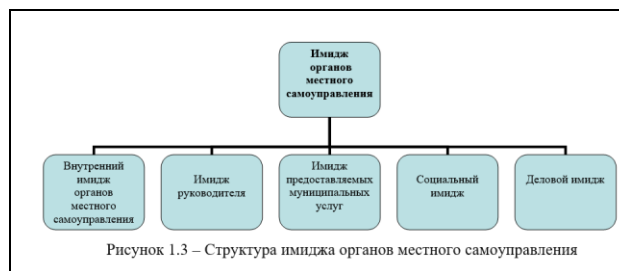 Имидж
органов
местного
самоуправления
Внутренний
имидж
органов
местного
самоуправления
Имидж
руководителя
Имидж
предоставляемых
муниципальных
услуг
Социальный
имидж
Деловой имидж
Рисунок 1.3 – Структура имиджа органов местного самоуправления